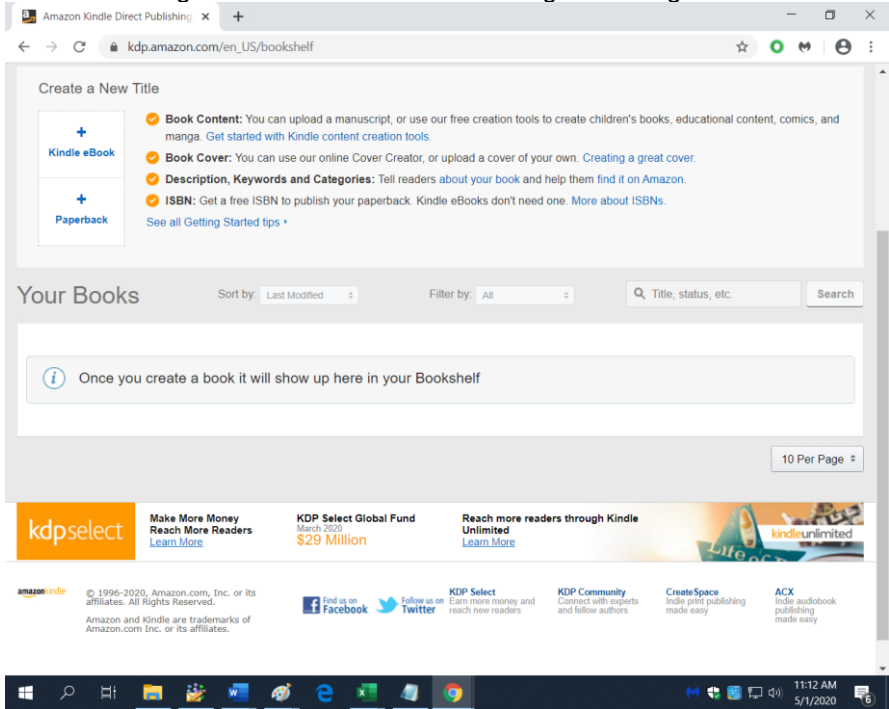 Amazon Kindle Direct Publishing:
kdp.amazon.com/en_US/bookshelf
Create a New Title
+
Kindle eBook
+
Paperback
Book Content: You can upload a manuscript, or use our free creation tools to create children's books, educational content, comics, and
manga. Get started with Kindle content creation tools.
Book Cover: You can use our online Cover Creator, or upload a cover of your own. Creating a great cover.
Description, Keywords and Categories: Tell readers about your book and help them find it on Amazon.
ISBN: Get a free ISBN to publish your paperback. Kindle eBooks don't need one. More about ISBNs.
See all Getting Started tips
Your Books
Sort by: Last Modified
Filter by: All
Title, status, etc.
Search
i
Once you create a book it will show up here in your Bookshelf
10 Per Page
kdpselect
Make More Money
Reach More Readers
Learn More
KDP Select Global Fund
March 2020
$29 Million
Reach more readers through Kindle
Unlimited
Learn More
Life of
kindleunlimited
amazonkindle
© 1996-2020, Amazon.com, Inc. or its
affiliates. All Rights Reserved.
Amazon and Kindle are trademarks of
Amazon.com Inc. or its affiliates.
Find us on
Facebook
Follow us on
Twitter
KDP Select
Earn more money and
reach new readers
KDP Community
Connect with experts
and fellow authors
CreateSpace
Indie print publishing
made easy
ACX
Indie audiobook
publishing
made easy
11:12 AM
5/1/2020
6